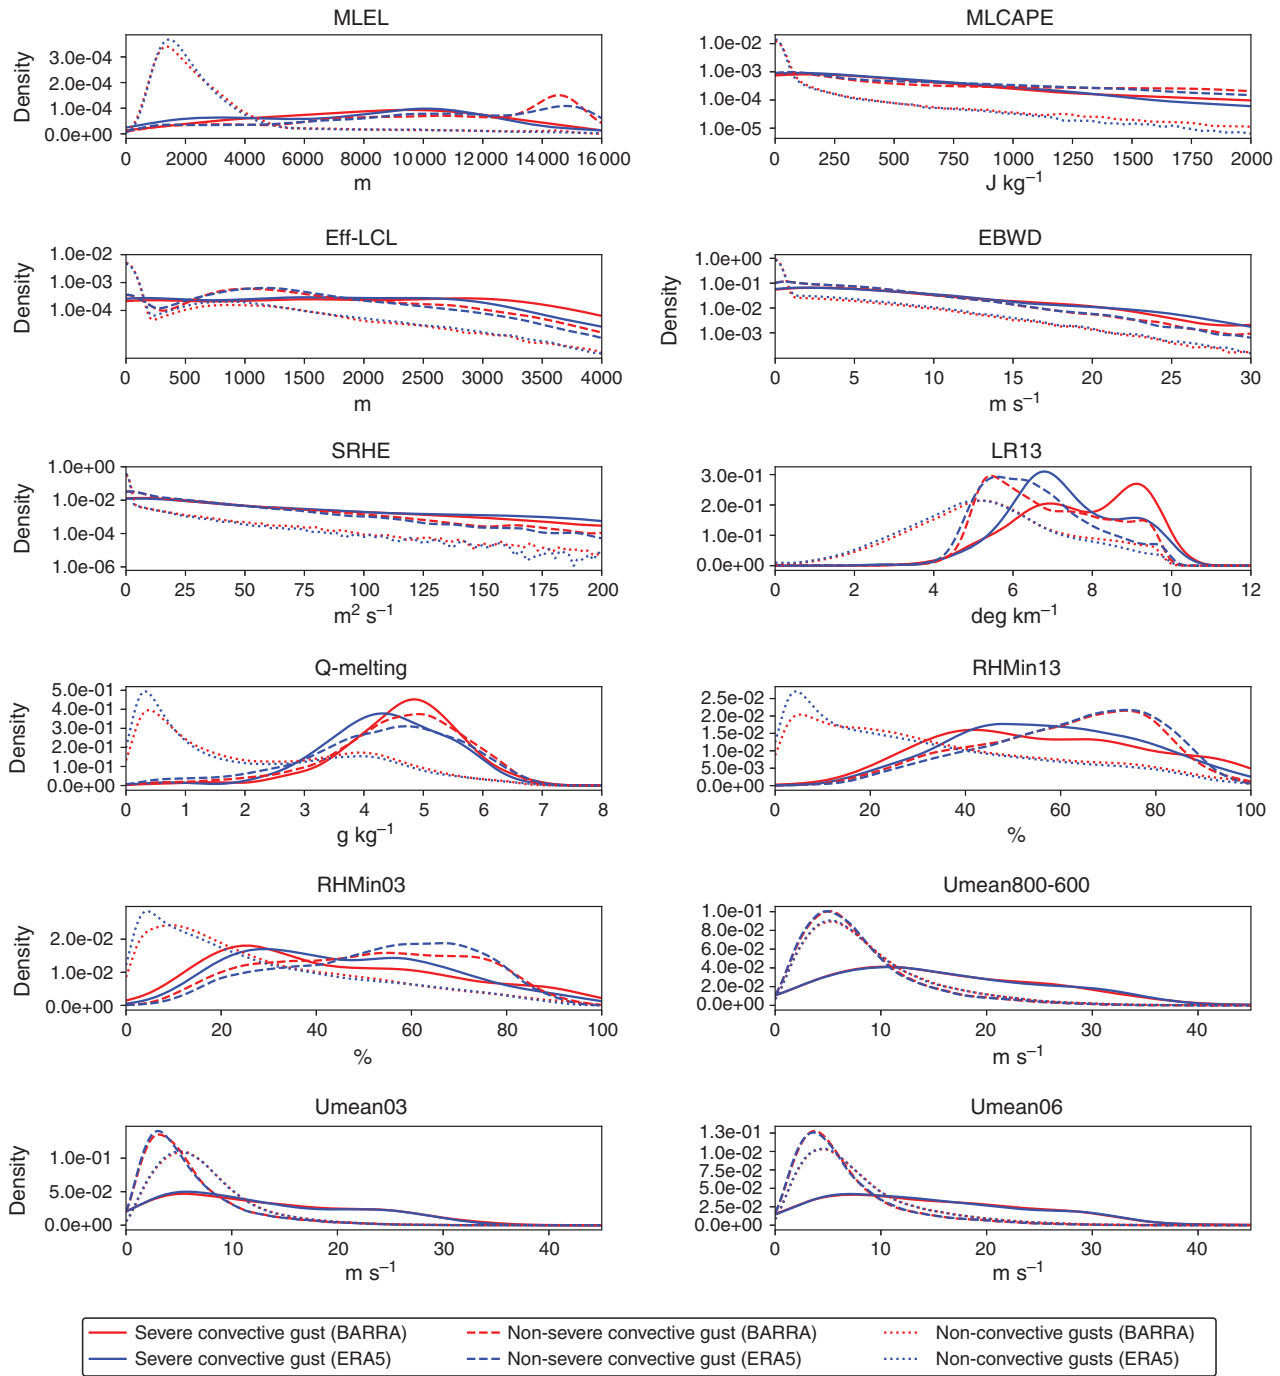 MLEL
Density
3.0e-04
2.0e-04
1.0e-04
0.0e+00
0 2000 4000 6000 8000 10000 12000 14000 16000
m
MLCAPE
1.0e-02
1.0e-03
1.0e-04
1.0e-05
0 250 500 750 1000 1250 1500 1750 2000
J kg⁻¹
Eff-LCL
Density
1.0e-02
1.0e-03
1.0e-04
0 500 1000 1500 2000 2500 3000 3500 4000
m
EBWD
Density
1.0e+00
1.0e-01
1.0e-02
1.0e-03
0 5 10 15 20 25 30
m s⁻¹
SRHE
Density
1.0e+00
1.0e-02
1.0e-04
1.0e-06
0 25 50 75 100 125 150 175 200
m² s⁻¹
LR13
3.0e-01
2.0e-01
1.0e-01
0.0e+00
0 2 4 6 8 10 12
deg km⁻¹
Q-melting
Density
5.0e-01
4.0e-01
3.0e-01
2.0e-01
1.0e-01
0.0e+00
0 1 2 3 4 5 6 7 8
g kg⁻¹
RHMin13
2.5e-02
2.0e-02
1.5e-02
1.0e-02
5.0e-03
0.0e+00
0 20 40 60 80 100
%
RHMin03
Density
2.0e-02
1.0e-02
0.0e+00
0 20 40 60 80 100
%
Umean800-600
1.0e-01
8.0e-02
6.0e-02
4.0e-02
2.0e-02
0.0e+00
0 10 20 30 40
m s⁻¹
Umean03
Density
1.0e-01
5.0e-02
0.0e+00
0 10 20 30 40
m s⁻¹
Umean06
1.3e-01
1.0e-01
7.5e-02
5.0e-02
2.5e-02
0.0e+00
0 10 20 30 40
m s⁻¹
Severe convective gust (BARRA) Non-severe convective gust (BARRA) Non-convective gusts (BARRA)
Severe convective gust (ERA5) Non-severe convective gust (ERA5) Non-convective gusts (ERA5)